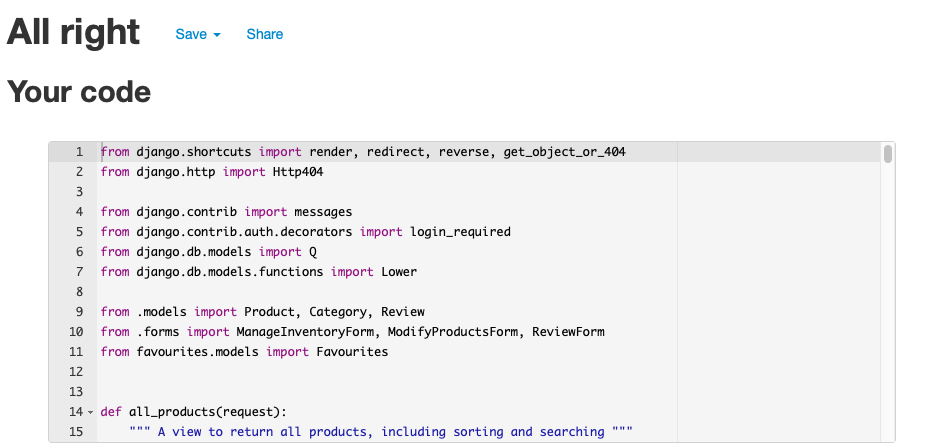 All right Save Share
Your code
1 from django.shortcuts import render, redirect, reverse, get_object_or_404
2 from django.http import Http404
3
4 from django.contrib import messages
5 from django.contrib.auth.decorators import login_required
6 from django.db.models import Q
7 from django.db.models.functions import Lower
8
9 from .models import Product, Category, Review
10 from .forms import ManageInventoryForm, ModifyProductsForm, ReviewForm
11 from favourites.models import Favourites
12
13
14 def all_products(request):
15 """ A view to return all products, including sorting and searching """